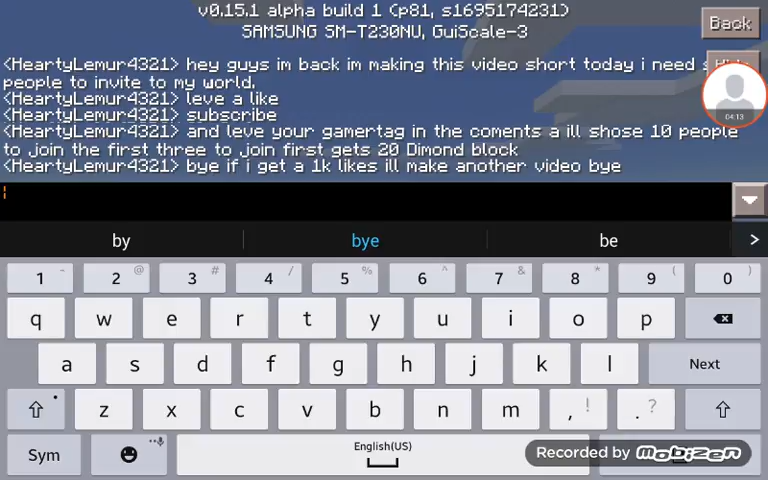 v0.15.1 alpha build 1 (p81, s1695174231)
SAMSUNG SM-T230NU, GuiScale-3
Back
<HeartyLemur4321> hey guys im back im making this video short today i need
people to invite to my world.
<HeartyLemur4321> leve a like
<HeartyLemur4321> subscribe
<HeartyLemur4321> and leve your gamertag in the coments a ill shose 10 people
to join the first three to join first gets 20 Dimond block
<HeartyLemur4321> bye if i get a 1k likes ill make another video bye
04:13
by bye be >
1 - 2 @ 3 # 4 / 5 % 6 ^ 7 & 8 * 9 ( 0 )
q w e r t y u i o p
a s d f g h j k l Next
z x c v b n m , ! . ?
Sym English(US)
Recorded by mobizen